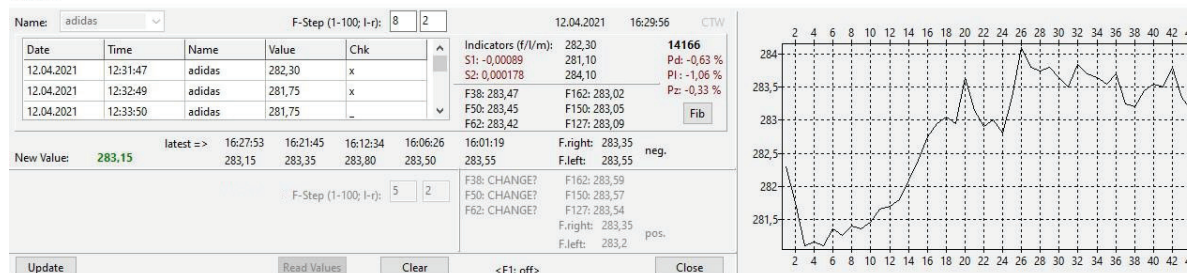 Name: adidas F-Step (1-100; l-r): 8 2 12.04.2021 16:29:56 CTW
Date Time Name Value Chk
12.04.2021 12:31:47 adidas 282,30 x
12.04.2021 12:32:49 adidas 281,75 x
12.04.2021 12:33:50 adidas 281,75 _
Indicators (f/l/m): 282,30 14166
S1: -0,00089 281,10 Pd: -0,63 %
S2: 0,000178 284,10 Pl : -1,06 %
F38: 283,47 F162: 283,02 Pz: -0,33 %
F50: 283,45 F150: 283,05 Fib
F62: 283,42 F127: 283,09
latest => 16:27:53 16:21:45 16:12:34 16:06:26 16:01:19 F.right: 283,35 neg.
New Value: 283,15 283,15 283,35 283,80 283,50 283,55 F.left: 283,55
F-Step (1-100; l-r): 5 2
F38: CHANGE? F162: 283,59
F50: CHANGE? F150: 283,57
F62: CHANGE? F127: 283,54
F.right: 283,35 pos.
F.left: 283,2
Update Read Values Clear <F1: off> Close
2 4 6 8 10 12 14 16 18 20 22 24 26 28 30 32 34 36 38 40 42 44
284
283,5
283
282,5
282
281,5
2 4 6 8 10 12 14 16 18 20 22 24 26 28 30 32 34 36 38 40 42 44